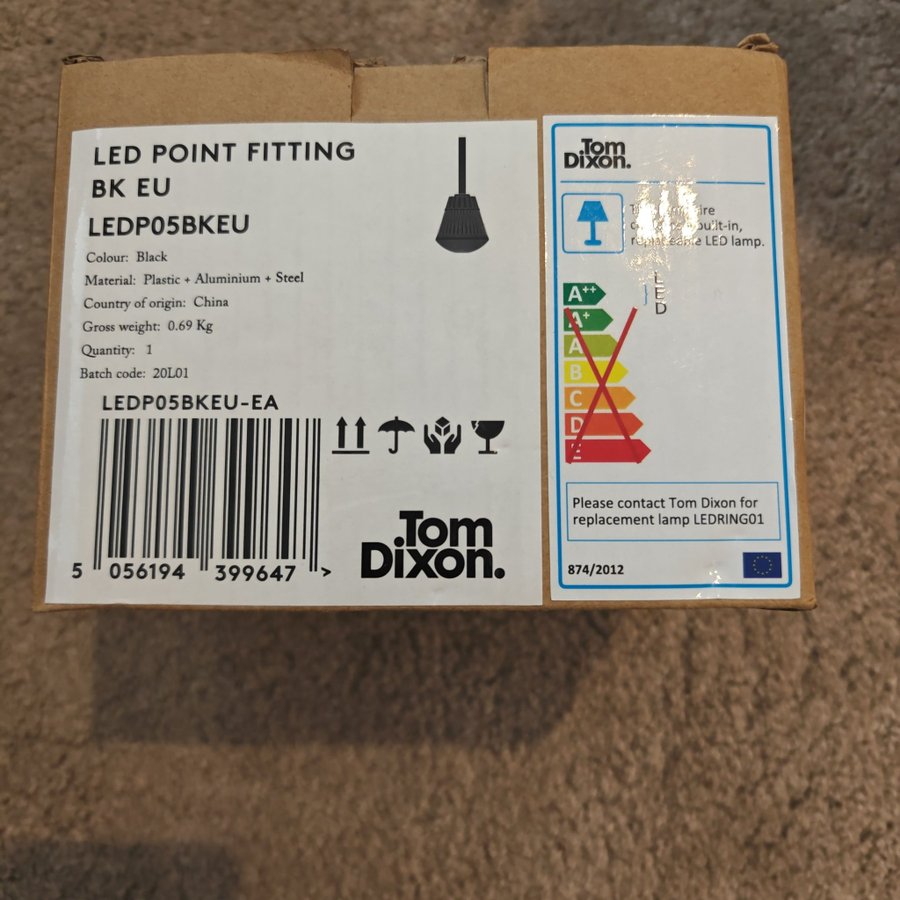 LED POINT FITTING
BK EU
LEDP05BKEU
Colour: Black
Material: Plastic + Aluminium + Steel
Country of origin: China
Gross weight: 0.69 Kg
Quantity: 1
Batch code: 20L01
LEDP05BKEU-EA
5 056194 399647 >
Tom
Dixon.
Tom
Dixon.
built-in,
LED lamp.
A++
A+
A
B
C
D
E
L
E
D
Please contact Tom Dixon for
replacement lamp LEDRING01
874/2012